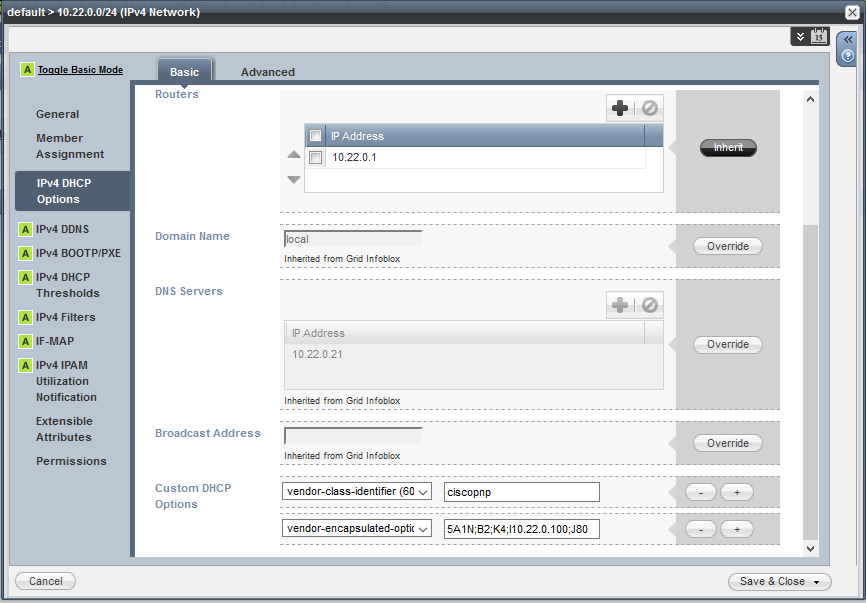 default > 10.22.0.0/24 (IPv4 Network)
15
A Toggle Basic Mode
Basic
Advanced
?
General
Member
Assignment
IPv4 DHCP
Options
A IPv4 DDNS
A IPv4 BOOTP/PXE
A IPv4 DHCP
Thresholds
A IPv4 Filters
A IF-MAP
A IPv4 IPAM
Utilization
Notification
Extensible
Attributes
Permissions
Routers
IP Address
10.22.0.1
Inherit
Domain Name
local
Inherited from Grid Infoblox
Override
DNS Servers
IP Address
10.22.0.21
Inherited from Grid Infoblox
Override
Broadcast Address
Inherited from Grid Infoblox
Override
Custom DHCP
Options
vendor-class-identifier (60
ciscopnp
- +
vendor-encapsulated-optic
5A1N;B2;K4;I10.22.0.100;J80
- +
Cancel
Save & Close